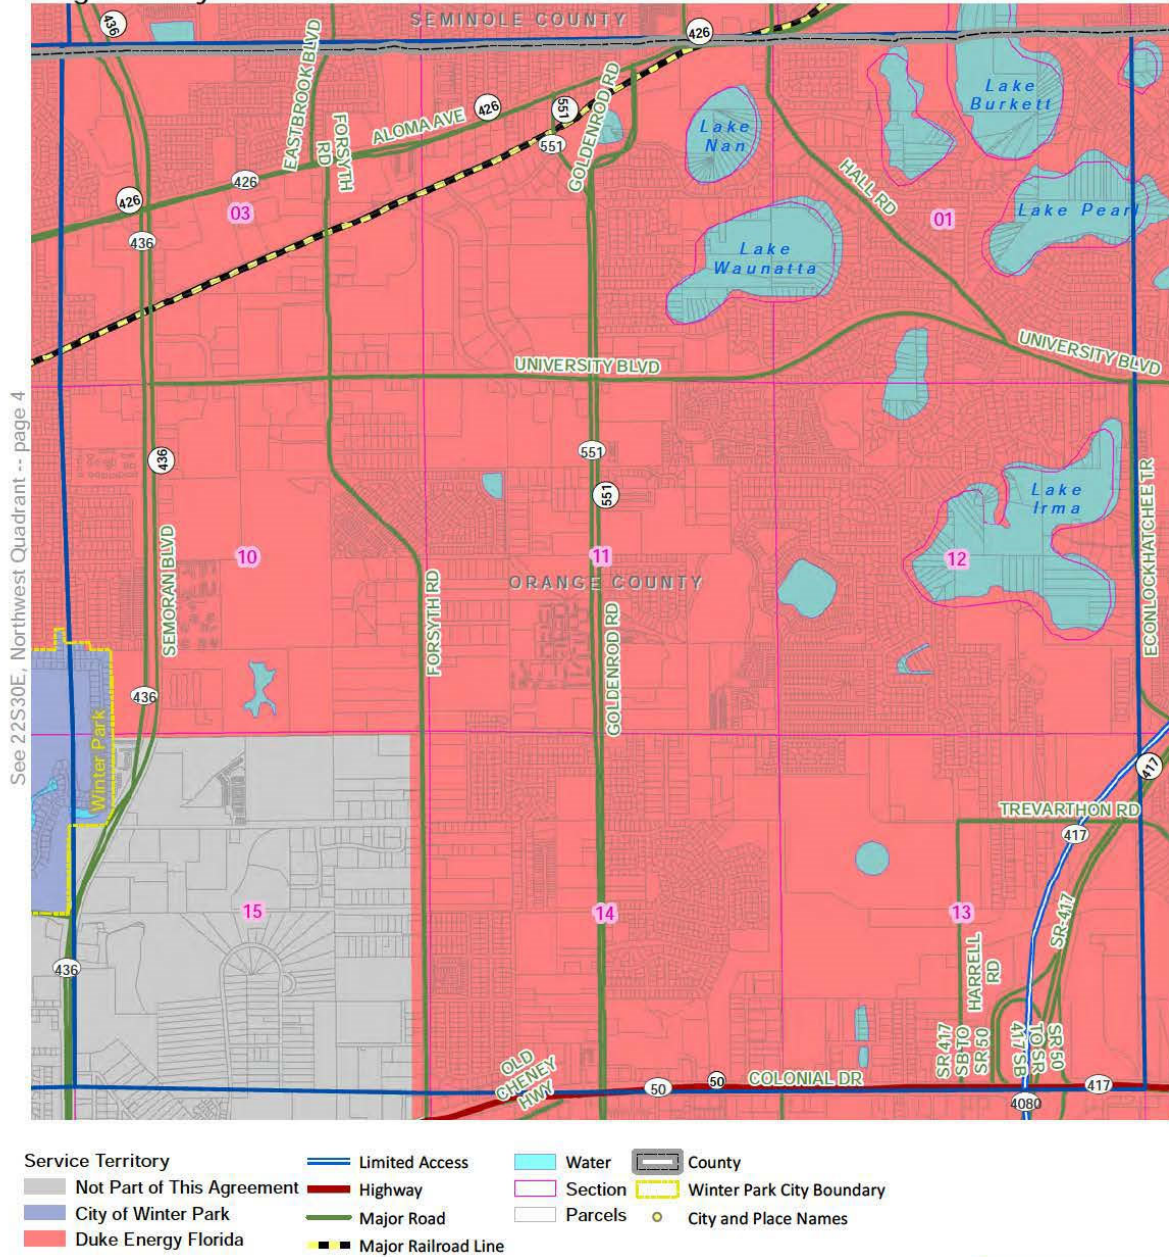 SEMINOLE COUNTY
436
426
EASTBROOK BLVD
FORSYTH
RD
ALOMA AVE
426
551
551
GOLDENROD RD
Lake
Nan
Lake
Burkett
HALL RD
01
Lake Pearl
426
426
03
436
Lake
Waunatta
UNIVERSITY BLVD
UNIVERSITY BLVD
See 22S30E, Northwest Quadrant -- page 4
436
551
551
Lake
Irma
SEMORAN BLVD
10
11
12
ORANGE COUNTY
FORSYTH RD
GOLDENROD RD
ECONLOCKHATCHEE TR
436
Winter Park
417
TREVARTHON RD
417
15
14
13
SR-417
HARRELL
RD
436
SR-417
SB TO
SR 50
417 SB
TO SR
SR 50
OLD
CHENEY
HWY
50
50
COLONIAL DR
417
4080
Service Territory
Not Part of This Agreement
City of Winter Park
Duke Energy Florida
Limited Access
Highway
Major Road
Major Railroad Line
Water
Section
Parcels
County
Winter Park City Boundary
City and Place Names